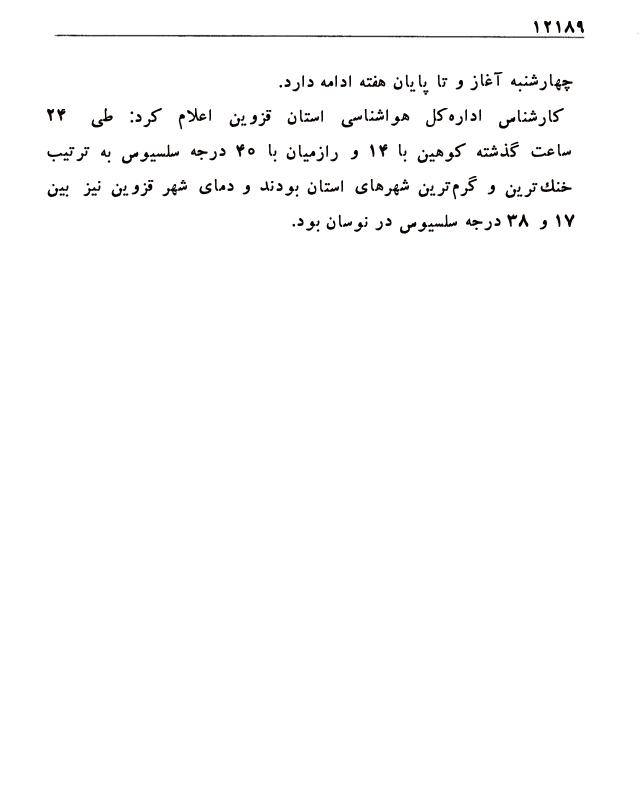 ۱۲۱۸۹
چهارشنبه آغاز و تا پایان هفته ادامه دارد.
کارشناس اداره‌کل هواشناسی استان قزوین اعلام کرد: طی ۲۴
ساعت گذشته کوهین با ۱۴ و رازمیان با ۴۰ درجه سلسیوس به ترتیب
خنك‌ترین و گرم‌ترین شهرهای استان بودند و دمای شهر قزوین نیز بین
۱۷ و ۳۸ درجه سلسیوس در نوسان بود.